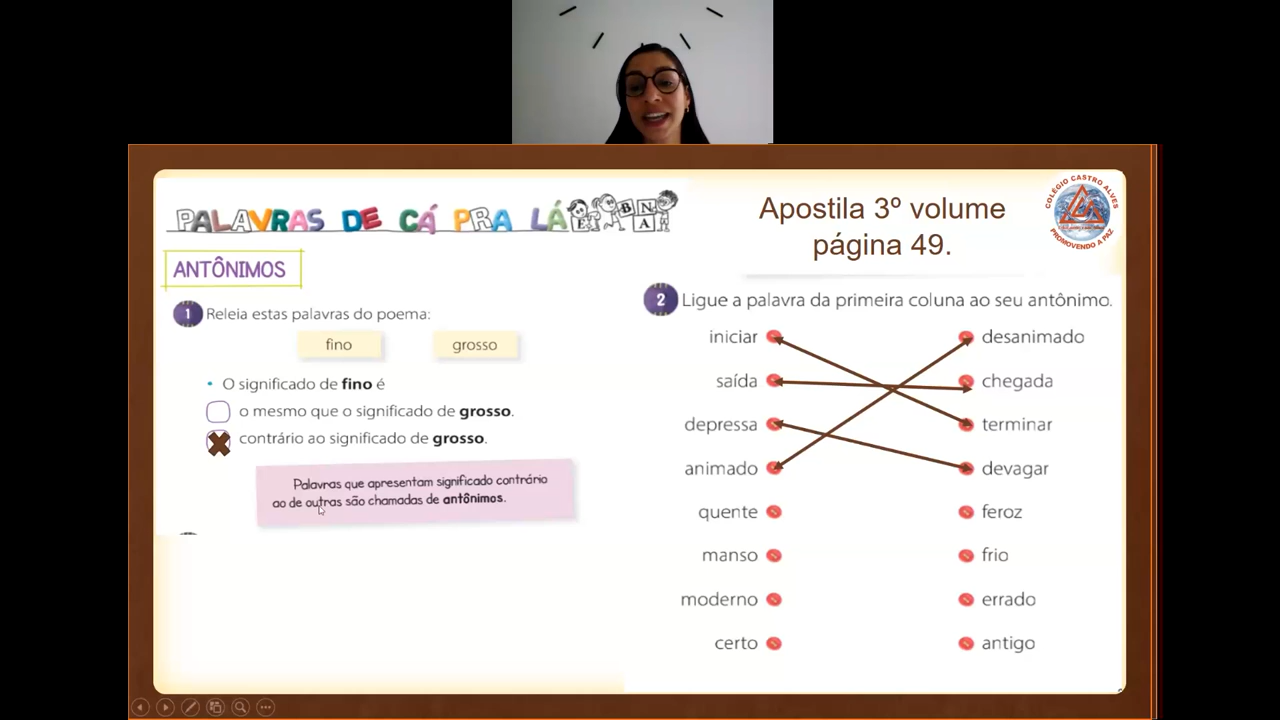 PALAVRAS DE CÁ PRA LÁ
E B N A
Apostila 3º volume
página 49.
COLÉGIO CASTRO ALVES
PROMOVENDO A PAZ
ANTÔNIMOS
1 Releia estas palavras do poema:
fino grosso
• O significado de fino é
o mesmo que o significado de grosso.
contrário ao significado de grosso.
Palavras que apresentam significado contrário
ao de outras são chamadas de antônimos.
2 Ligue a palavra da primeira coluna ao seu antônimo.
iniciar desanimado
saída chegada
depressa terminar
animado devagar
quente feroz
manso frio
moderno errado
certo antigo